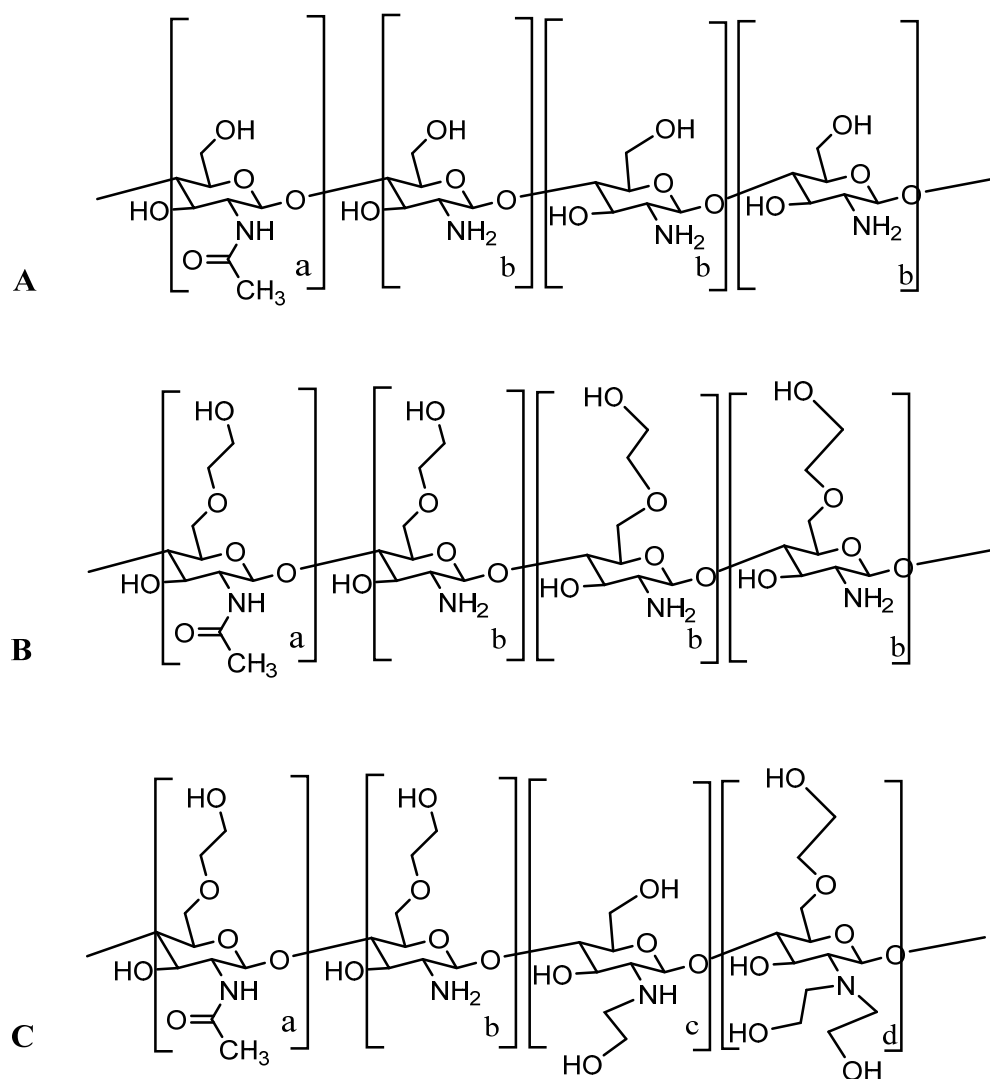 OH OH OH OH
O O O O O O O O
HO NH HO NH2 HO NH2 HO NH2
O CH3
A a b b b
HO HO HO HO
O O O O
O O O O O O O O
HO NH HO NH2 HO NH2 HO NH2
O CH3
B a b b b
HO HO HO
O O OH O
O O O O O O O O
HO NH HO NH2 HO NH HO N
O CH3 HO HO OH
C a b c d